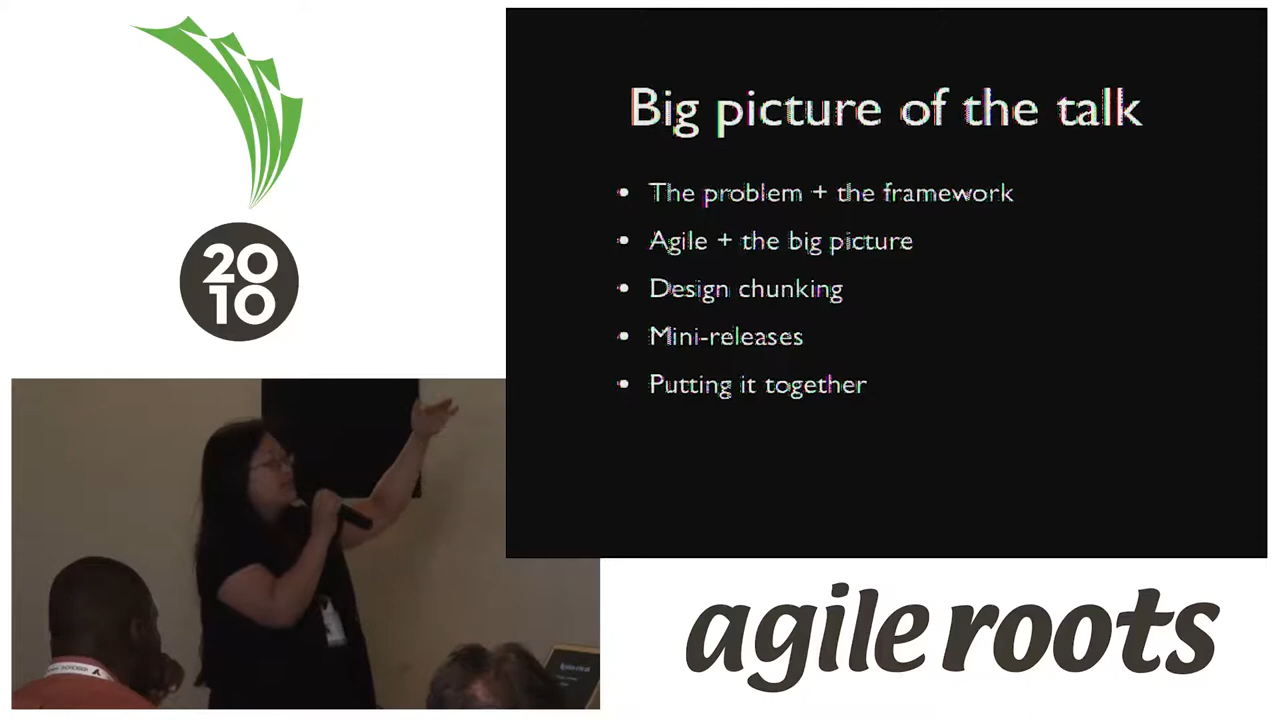 20
10
Big picture of the talk
• The problem + the framework
• Agile + the big picture
• Design chunking
• Mini-releases
• Putting it together
agile roots